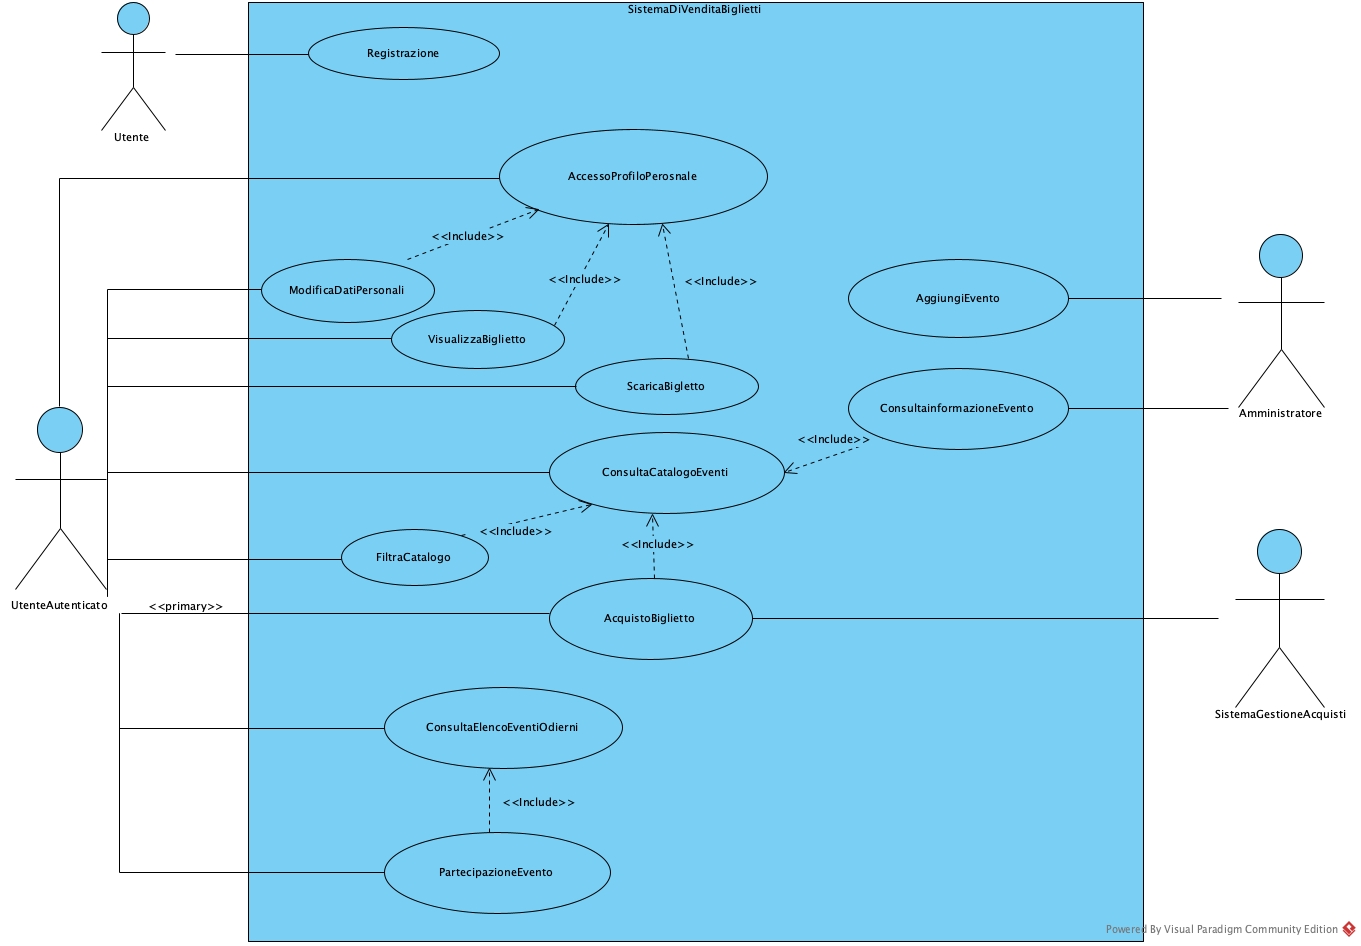 SistemaDiVenditaBiglietti
Registrazione
Utente
AccessoProfiloPerosnale
<<Include>>
<<Include>>
<<Include>>
ModificaDatiPersonali
AggiungiEvento
VisualizzaBiglietto
ScaricaBigletto
ConsultainformazioneEvento
Amministratore
<<Include>>
ConsultaCatalogoEventi
<<Include>>
<<Include>>
FiltraCatalogo
UtenteAutenticato
<<primary>>
AcquistoBiglietto
SistemaGestioneAcquisti
ConsultaElencoEventiOdierni
<<Include>>
PartecipazioneEvento
Powered By Visual Paradigm Community Edition